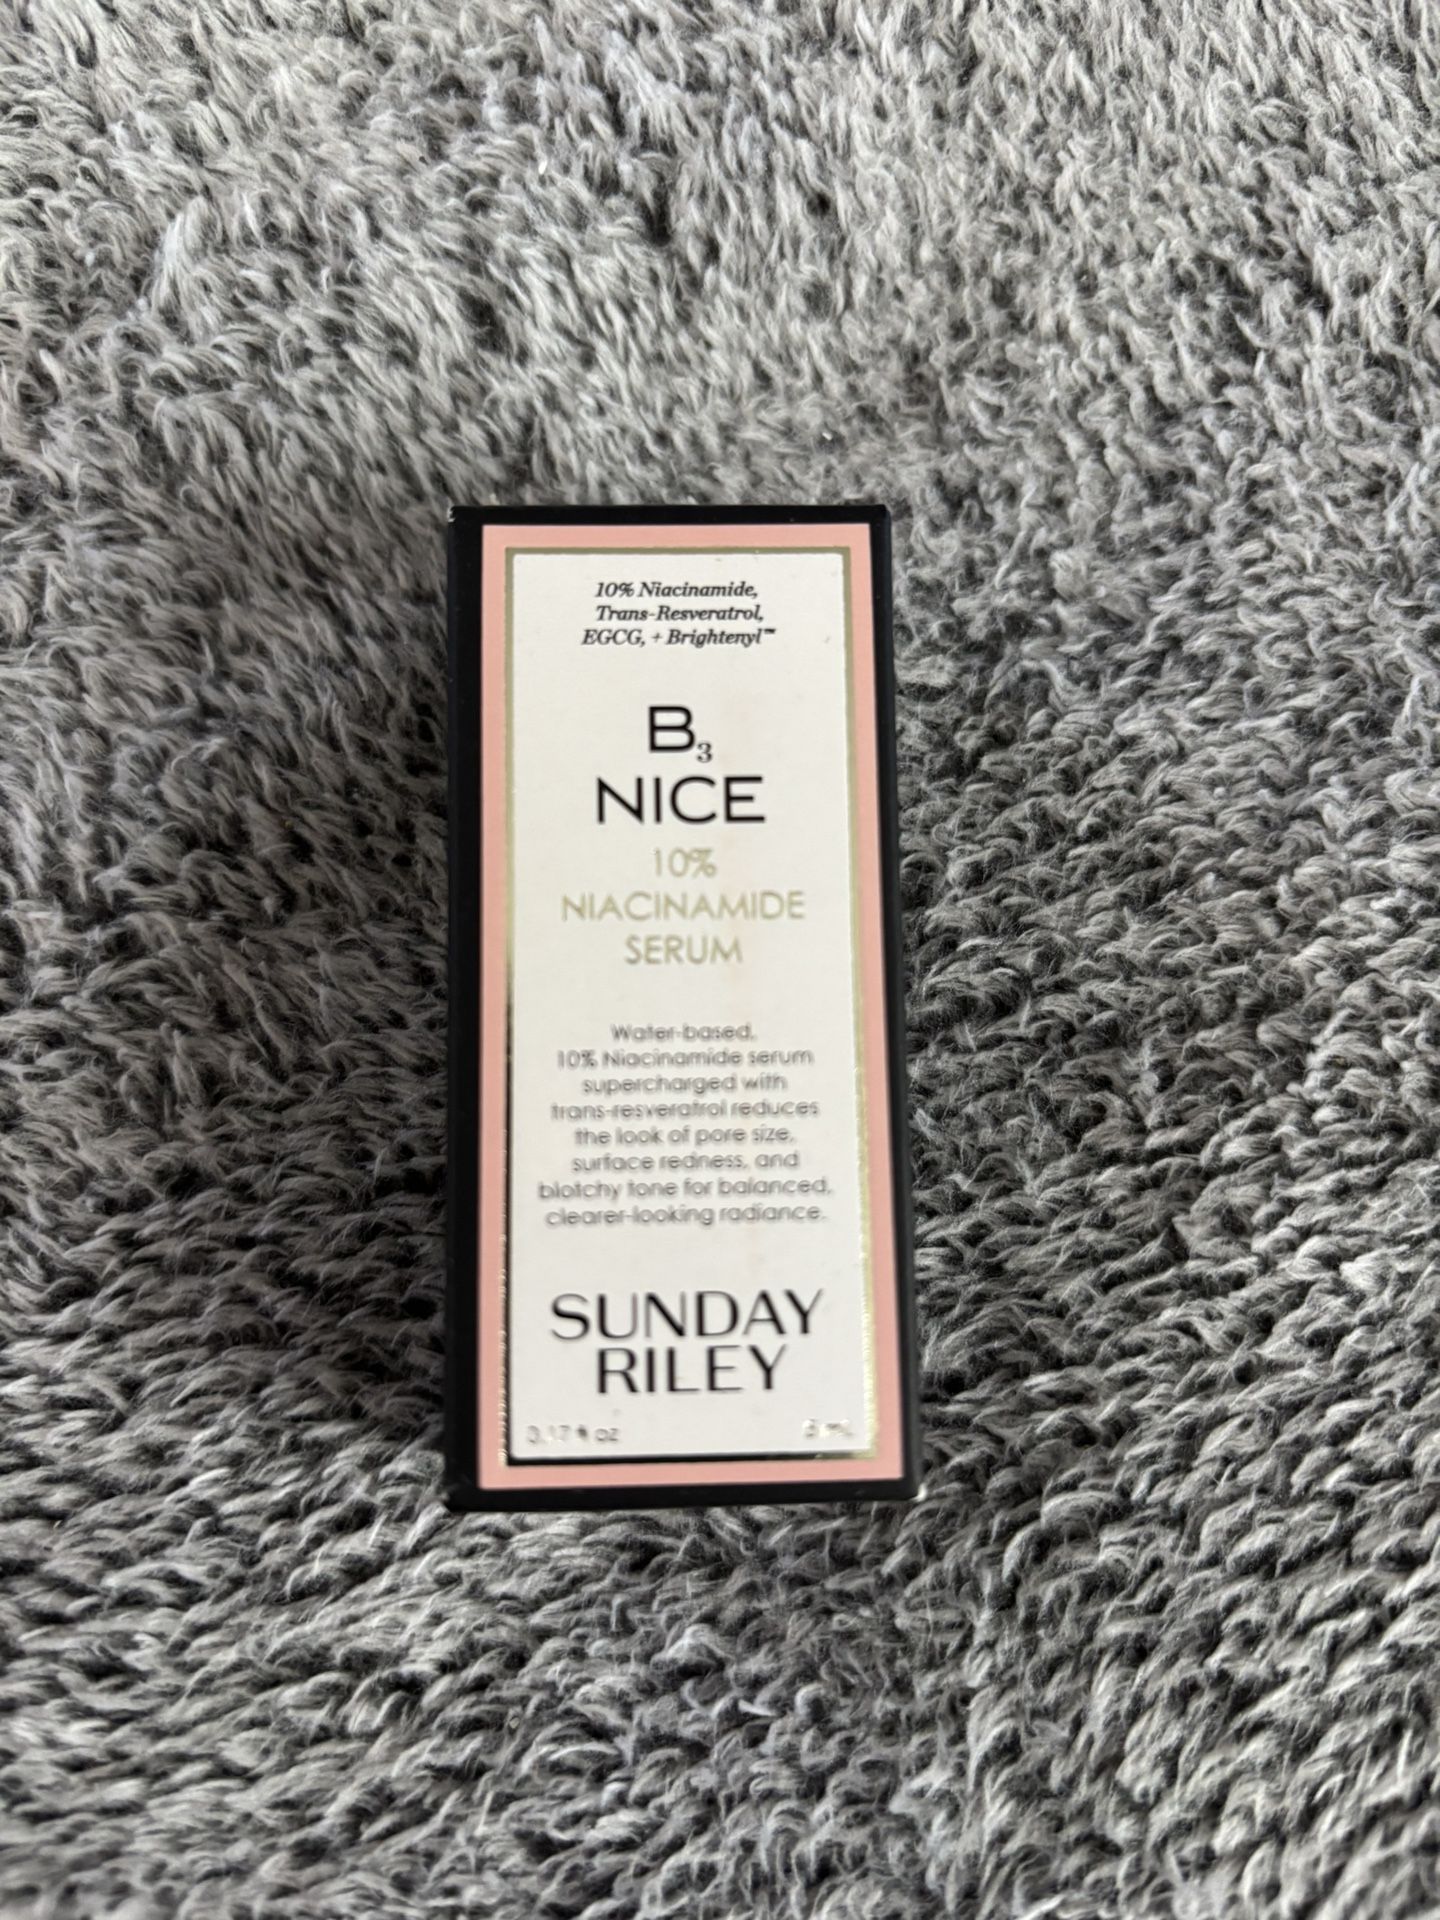 10% Niacinamide,
Trans-Resveratrol,
EGCG, + Brightenyl™
B₃
NICE
10%
NIACINAMIDE
SERUM
Water-based,
10% Niacinamide serum
supercharged with
trans-resveratrol reduces
the look of pore size,
surface redness, and
blotchy tone for balanced,
clearer-looking radiance.
SUNDAY
RILEY
oz